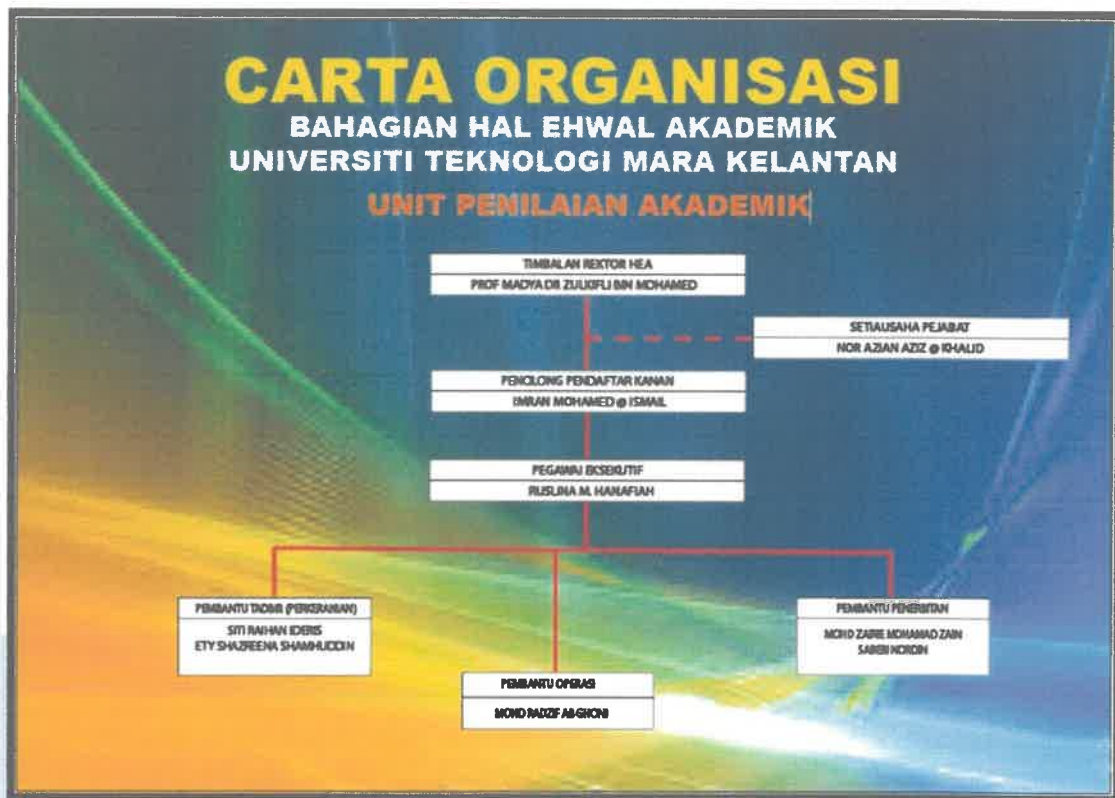 CARTA ORGANISASI
BAHAGIAN HAL EHWAL AKADEMIK
UNIVERSITI TEKNOLOGI MARA KELANTAN
UNIT PENILAIAN AKADEMIK
TIMBALAN REKTOR HEA
PROF MADYA DR ZULKIFLI BIN MOHAMED
SETIAUSAHA PEJABAT
NOR AZIAN AZIZ @ KHALID
PENOLONG PENDAFTAR KANAN
IMRAN MOHAMED @ ISMAIL
PEGAWAI EKSEKUTIF
RUSLINA M. HANAFIAH
PEMBANTU TADBIR (PERKERANIAN)
SITI RAIHAN IDERIS
ETY SHAZREENA SHAMHUDDIN
PEMBANTU PENERBITAN
MOHD ZAIRIE MOHAMAD ZAIN
SABERI NORDIN
PEMBANTU OPERASI
MOHD RADZIF AB GHONI